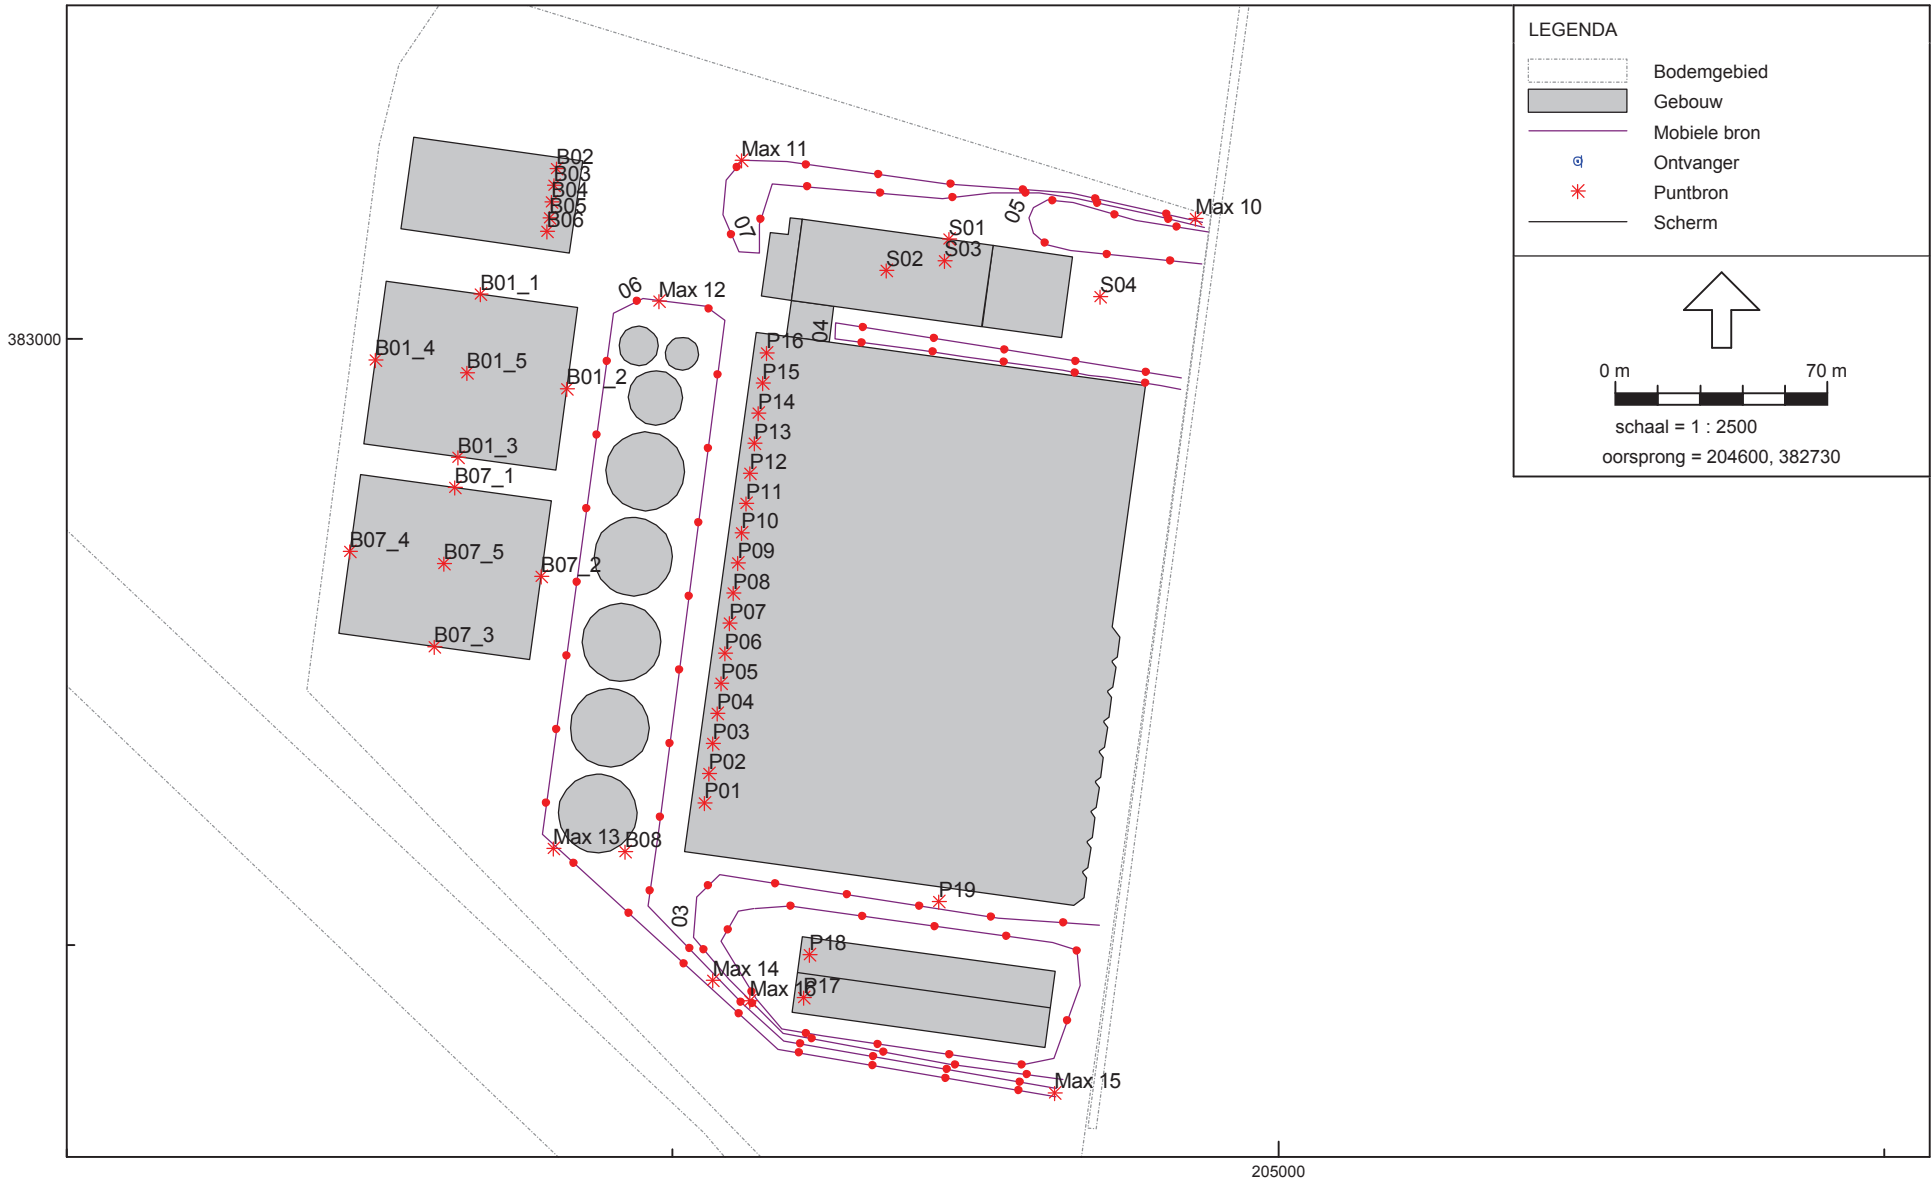 LEGENDA
Bodemgebied
Gebouw
Mobiele bron
Ontvanger
Puntbron
Scherm
0 m 70 m
schaal = 1 : 2500
oorsprong = 204600, 382730
383000
205000
B02
B03
B04
B05
B06
Max 11
Max 10
05
07
S01
S03
S02
S04
B01_1
06
Max 12
04
B01_4
B01_5
B01_2
B01_3
B07_1
B07_4
B07_5
B07_2
B07_3
P16
P15
P14
P13
P12
P11
P10
P09
P08
P07
P06
P05
P04
P03
P02
P01
Max 13
B08
P19
03
P18
Max 14
Max 16
P17
Max 15